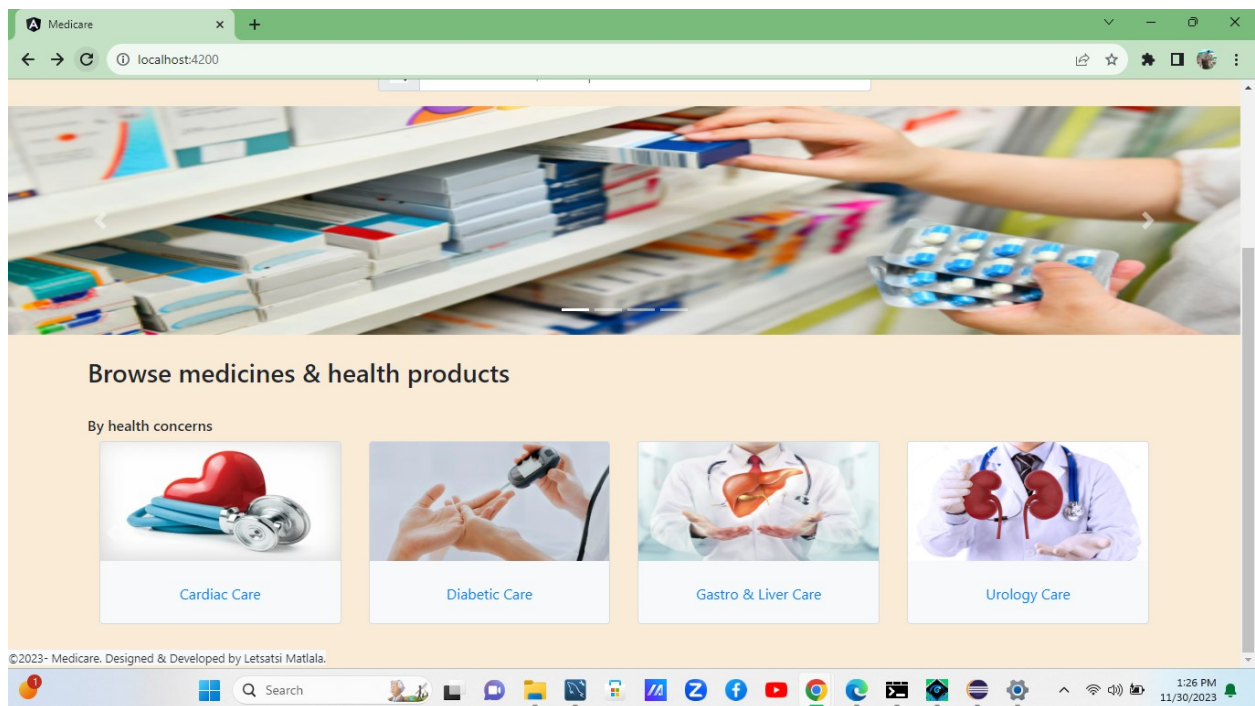 Medicare
localhost:4200
Browse medicines & health products
By health concerns
Cardiac Care
Diabetic Care
Gastro & Liver Care
Urology Care
©2023- Medicare. Designed & Developed by Letsatsi Matlala.
1
Search
1:26 PM
11/30/2023